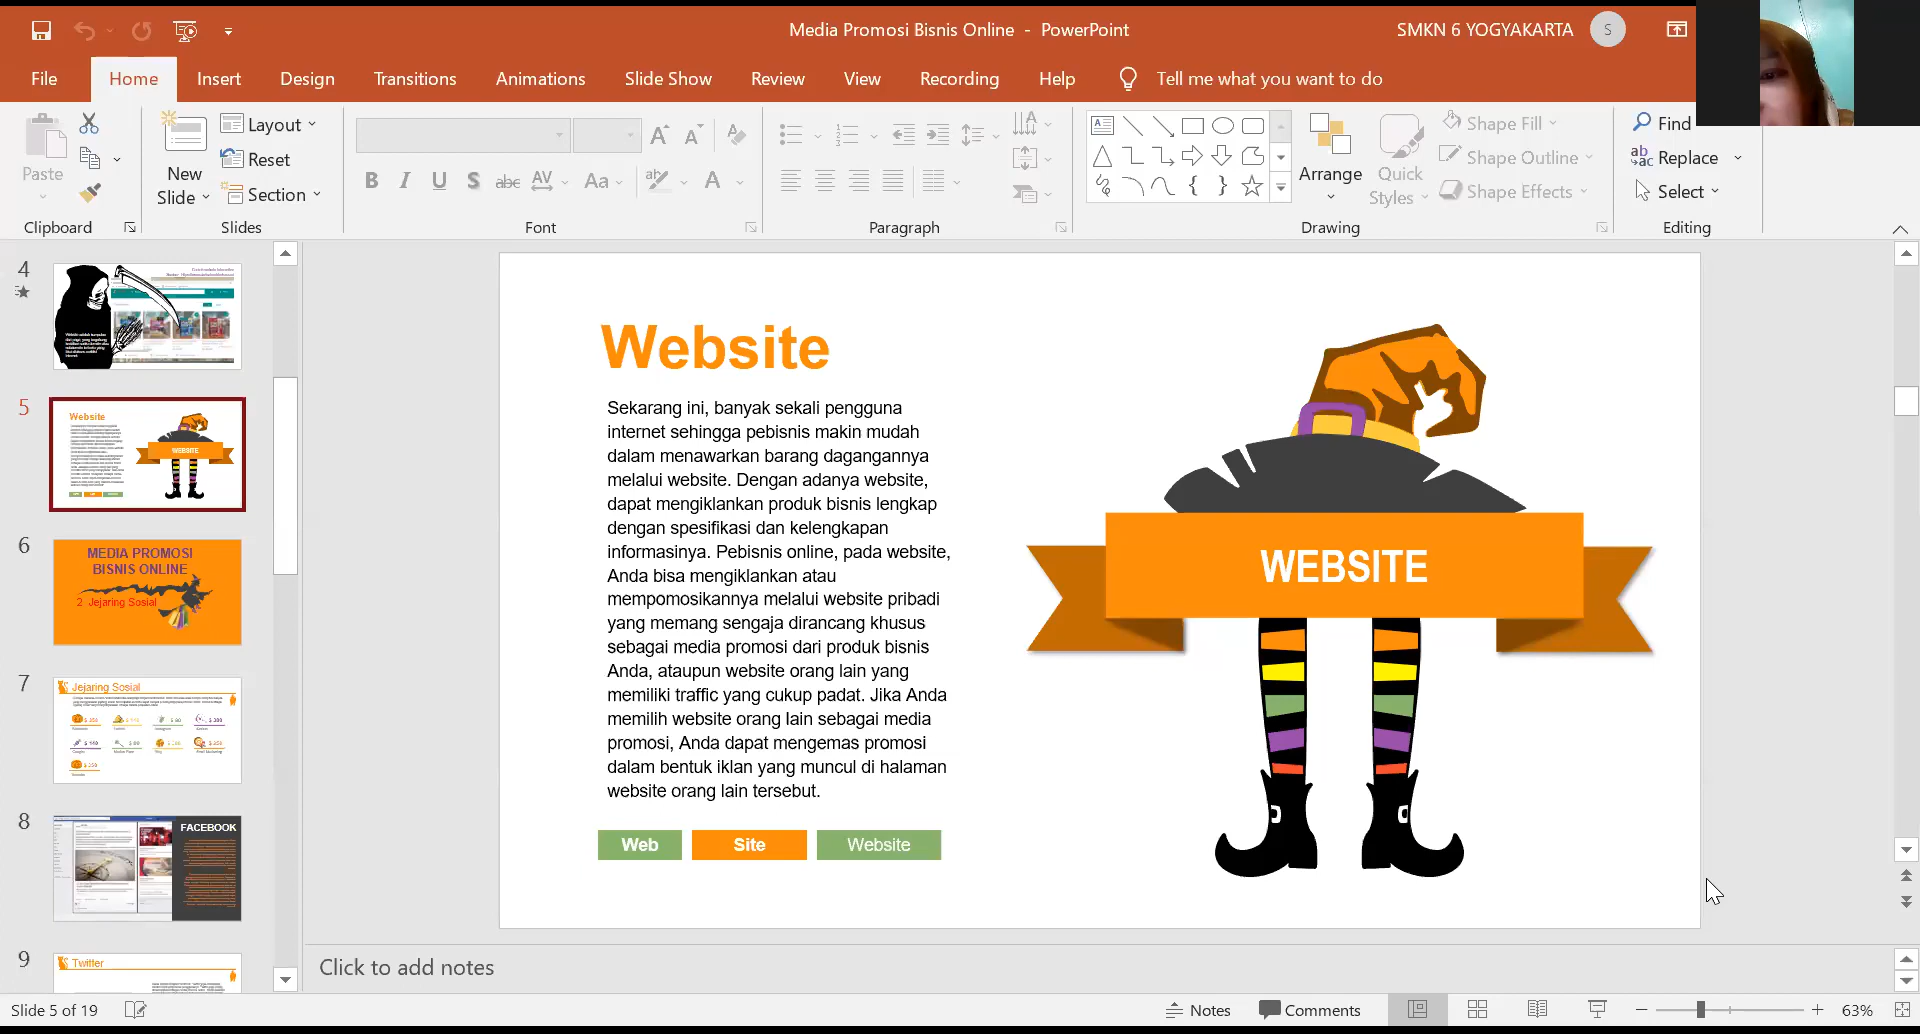 Media Promosi Bisnis Online - PowerPoint
SMKN 6 YOGYAKARTA
S
File Home Insert Design Transitions Animations Slide Show Review View Recording Help Tell me what you want to do
Paste
New Slide
Layout
Reset
Section
Arrange
Quick Styles
Shape Fill
Shape Outline
Shape Effects
Find
Replace
Select
Clipboard Slides Font Paragraph Drawing Editing
4
5
Website
WEBSITE
6
MEDIA PROMOSI
BISNIS ONLINE
2 Jejaring Sosial
7
Jejaring Sosial
8
FACEBOOK
9
Twitter
Website
Sekarang ini, banyak sekali pengguna
internet sehingga pebisnis makin mudah
dalam menawarkan barang dagangannya
melalui website. Dengan adanya website,
dapat mengiklankan produk bisnis lengkap
dengan spesifikasi dan kelengkapan
informasinya. Pebisnis online, pada website,
Anda bisa mengiklankan atau
mempomosikannya melalui website pribadi
yang memang sengaja dirancang khusus
sebagai media promosi dari produk bisnis
Anda, ataupun website orang lain yang
memiliki traffic yang cukup padat. Jika Anda
memilih website orang lain sebagai media
promosi, Anda dapat mengemas promosi
dalam bentuk iklan yang muncul di halaman
website orang lain tersebut.
Web Site Website
WEBSITE
Click to add notes
Slide 5 of 19
Notes
Comments
63%